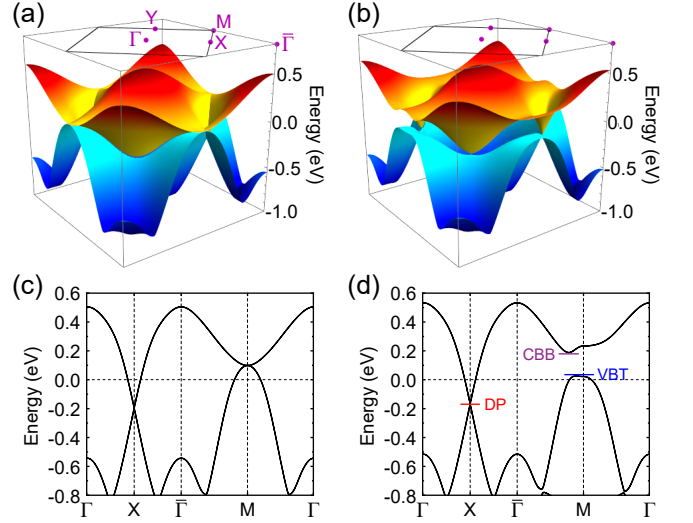 (a)
Y
M
Γ
X
Γ̄
0.5
0.0
-0.5
-1.0
Energy (eV)
(b)
0.5
0.0
-0.5
-1.0
Energy (eV)
(c)
0.6
0.4
0.2
0.0
-0.2
-0.4
-0.6
-0.8
Energy (eV)
Γ X Γ̄ M Γ
(d)
0.6
0.4
0.2
0.0
-0.2
-0.4
-0.6
-0.8
Energy (eV)
CBB
VBT
DP
Γ X Γ̄ M Γ